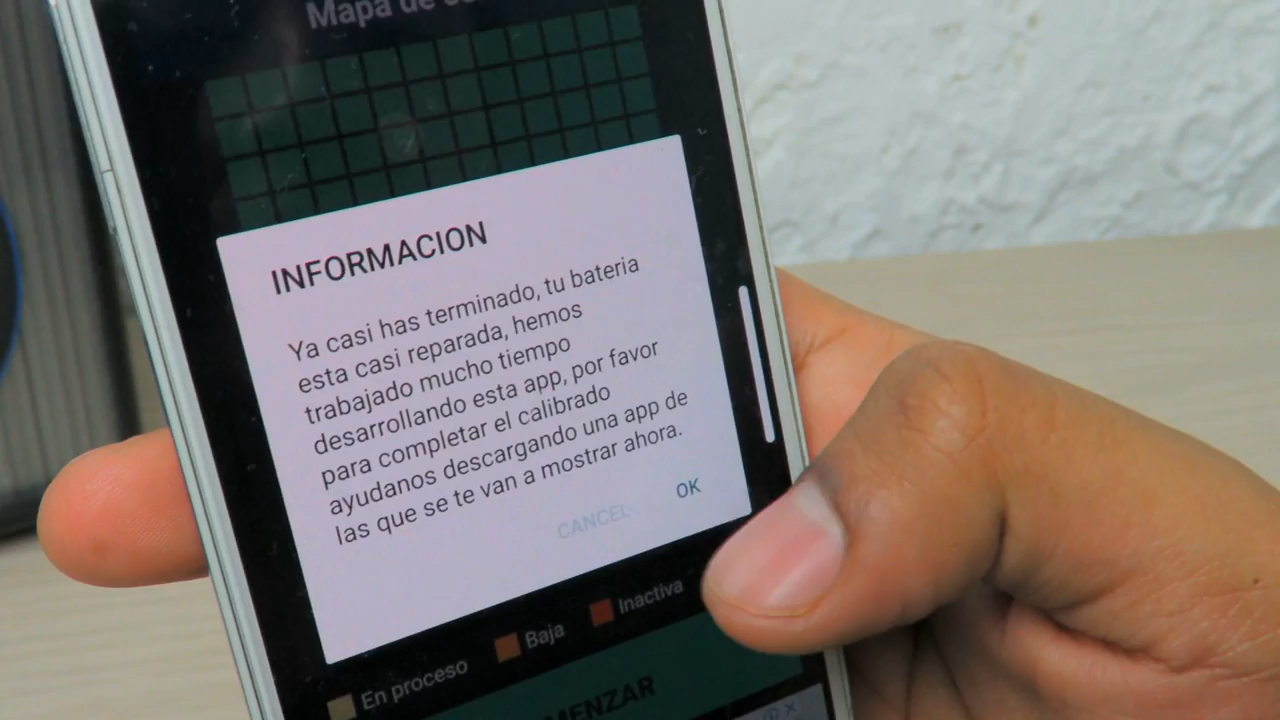 Mapa de
INFORMACION
Ya casi has terminado, tu bateria
esta casi reparada, hemos
trabajado mucho tiempo
desarrollando esta app, por favor
para completar el calibrado
ayudanos descargando una app de
las que se te van a mostrar ahora.
CANCEL OK
En proceso Baja Inactiva